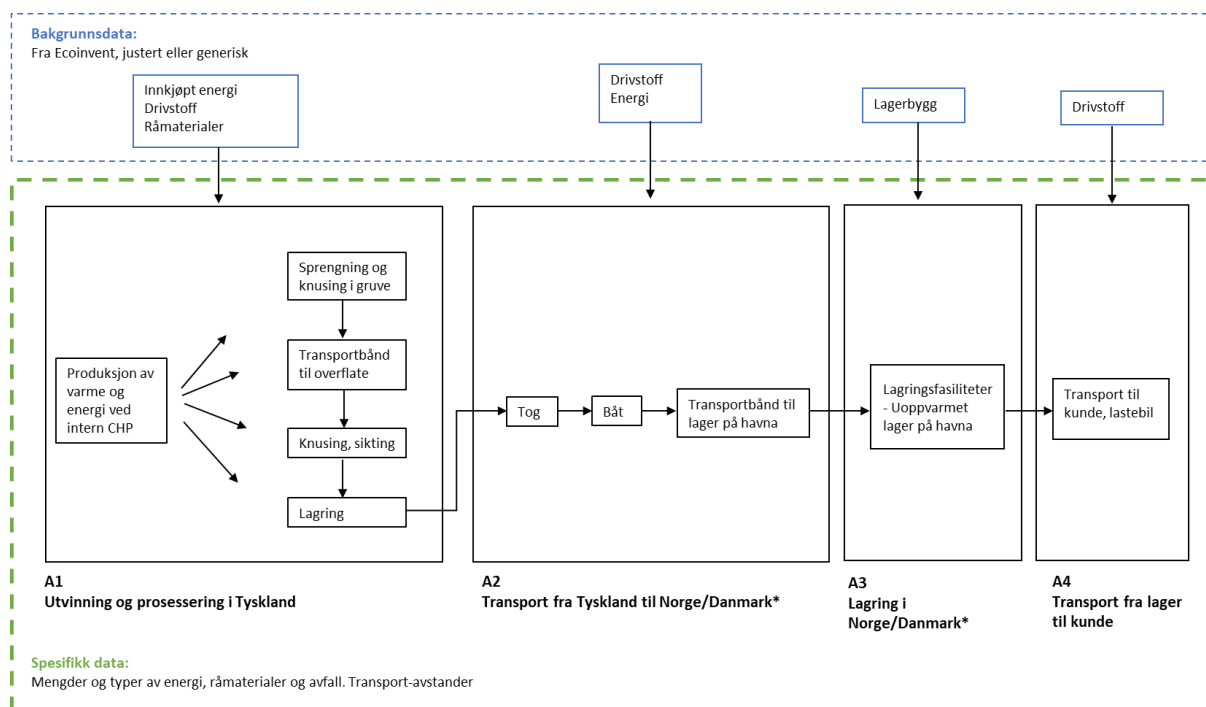 Bakgrunnsdata:
Fra Ecoinvent, justert eller generisk
Innkjøpt energi
Drivstoff
Råmaterialer
Drivstoff
Energi
Lagerbygg
Drivstoff
Produksjon av
varme og
energi ved
intern CHP
Sprengning og
knusing i gruve
Transportbånd
til overflate
Knusing, sikting
Lagring
Tog
Båt
Transportbånd til
lager på havna
Lagringsfasiliteter
- Uoppvarmet
lager på havna
Transport til
kunde, lastebil
A1
Utvinning og prosessering i Tyskland
A2
Transport fra Tyskland til Norge/Danmark*
A3
Lagring i
Norge/Danmark*
A4
Transport fra lager
til kunde
Spesifikk data:
Mengder og typer av energi, råmaterialer og avfall. Transport-avstander